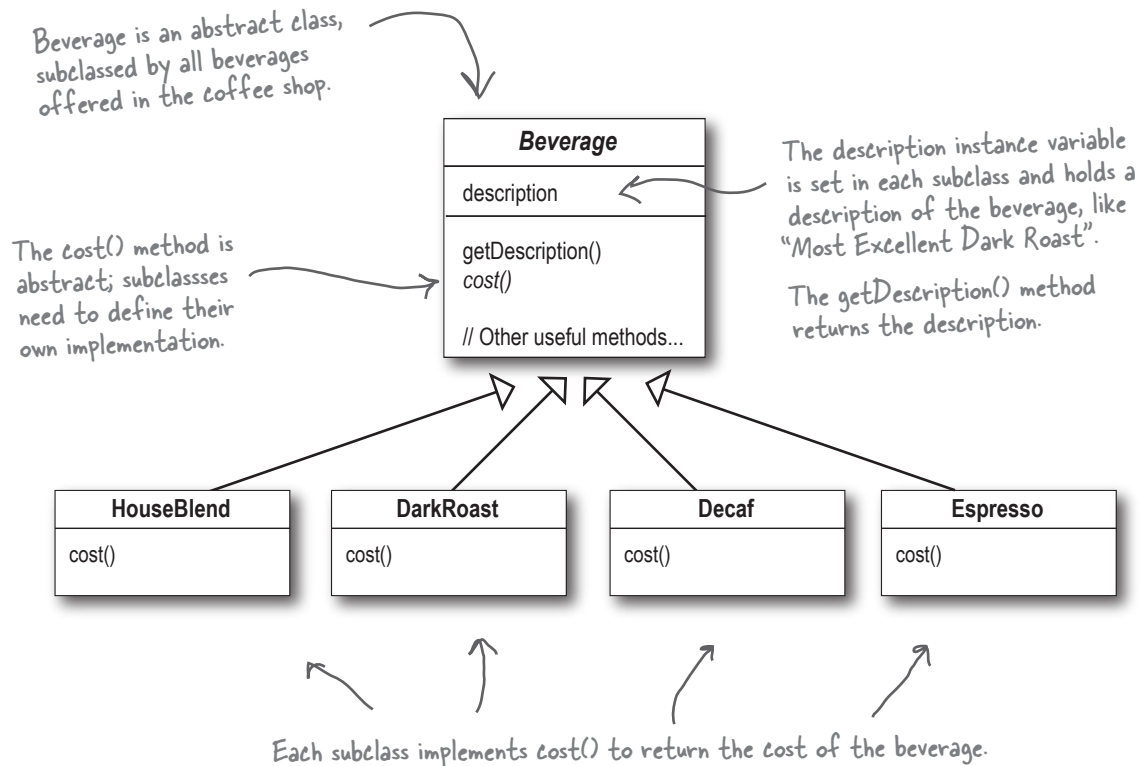 Beverage is an abstract class,
subclassed by all beverages
offered in the coffee shop.
Beverage
description
getDescription()
cost()
// Other useful methods...
The description instance variable
is set in each subclass and holds a
description of the beverage, like
“Most Excellent Dark Roast”.
The getDescription() method
returns the description.
The cost() method is
abstract; subclassses
need to define their
own implementation.
HouseBlend
cost()
DarkRoast
cost()
Decaf
cost()
Espresso
cost()
Each subclass implements cost() to return the cost of the beverage.